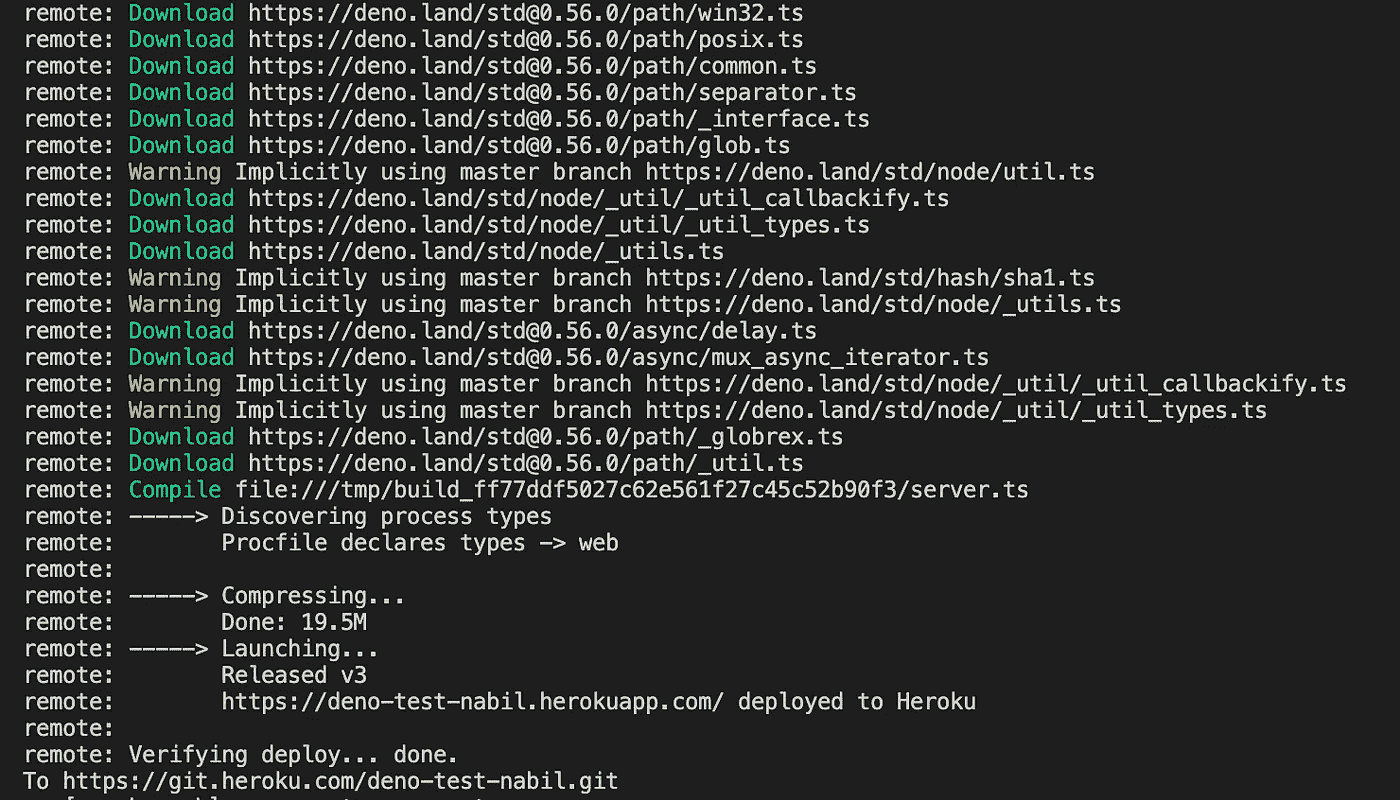 remote: Download https://deno.land/std@0.56.0/path/win32.ts
remote: Download https://deno.land/std@0.56.0/path/posix.ts
remote: Download https://deno.land/std@0.56.0/path/common.ts
remote: Download https://deno.land/std@0.56.0/path/separator.ts
remote: Download https://deno.land/std@0.56.0/path/_interface.ts
remote: Download https://deno.land/std@0.56.0/path/glob.ts
remote: Warning Implicitly using master branch https://deno.land/std/node/util.ts
remote: Download https://deno.land/std/node/_util/_util_callbackify.ts
remote: Download https://deno.land/std/node/_util/_util_types.ts
remote: Download https://deno.land/std/node/_utils.ts
remote: Warning Implicitly using master branch https://deno.land/std/hash/sha1.ts
remote: Warning Implicitly using master branch https://deno.land/std/node/_utils.ts
remote: Download https://deno.land/std@0.56.0/async/delay.ts
remote: Download https://deno.land/std@0.56.0/async/mux_async_iterator.ts
remote: Warning Implicitly using master branch https://deno.land/std/node/_util/_util_callbackify.ts
remote: Warning Implicitly using master branch https://deno.land/std/node/_util/_util_types.ts
remote: Download https://deno.land/std@0.56.0/path/_globrex.ts
remote: Download https://deno.land/std@0.56.0/path/_util.ts
remote: Compile file:///tmp/build_ff77ddf5027c62e561f27c45c52b90f3/server.ts
remote: -----> Discovering process types
remote:        Procfile declares types -> web
remote:
remote: -----> Compressing...
remote:        Done: 19.5M
remote: -----> Launching...
remote:        Released v3
remote:        https://deno-test-nabil.herokuapp.com/ deployed to Heroku
remote:
remote: Verifying deploy... done.
To https://git.heroku.com/deno-test-nabil.git